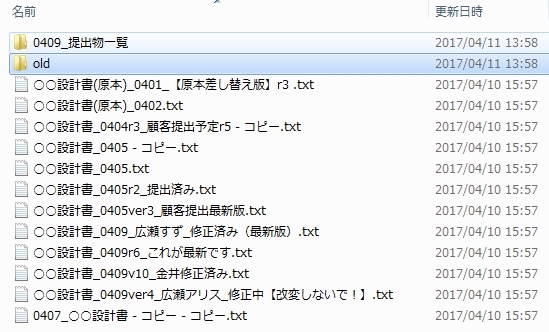 名前 更新日時
0409_提出物一覧 2017/04/11 13:58
old 2017/04/11 13:58
○○設計書(原本)_0401_【原本差し替え版】r3 .txt 2017/04/10 15:57
○○設計書(原本)_0402.txt 2017/04/10 15:57
○○設計書_0404r3_顧客提出予定r5 - コピー.txt 2017/04/10 15:57
○○設計書_0405 - コピー.txt 2017/04/10 15:57
○○設計書_0405.txt 2017/04/10 15:57
○○設計書_0405r2_提出済み.txt 2017/04/10 15:57
○○設計書_0405ver3_顧客提出最新版.txt 2017/04/10 15:57
○○設計書_0409_広瀬すず_修正済み（最新版）.txt 2017/04/10 15:57
○○設計書_0409r6_これが最新です.txt 2017/04/10 15:57
○○設計書_0409v10_金井修正済み.txt 2017/04/10 15:57
○○設計書_0409ver4_広瀬アリス_修正中【改変しないで！】.txt 2017/04/10 15:57
0407_○○設計書 - コピー - コピー.txt 2017/04/10 15:57